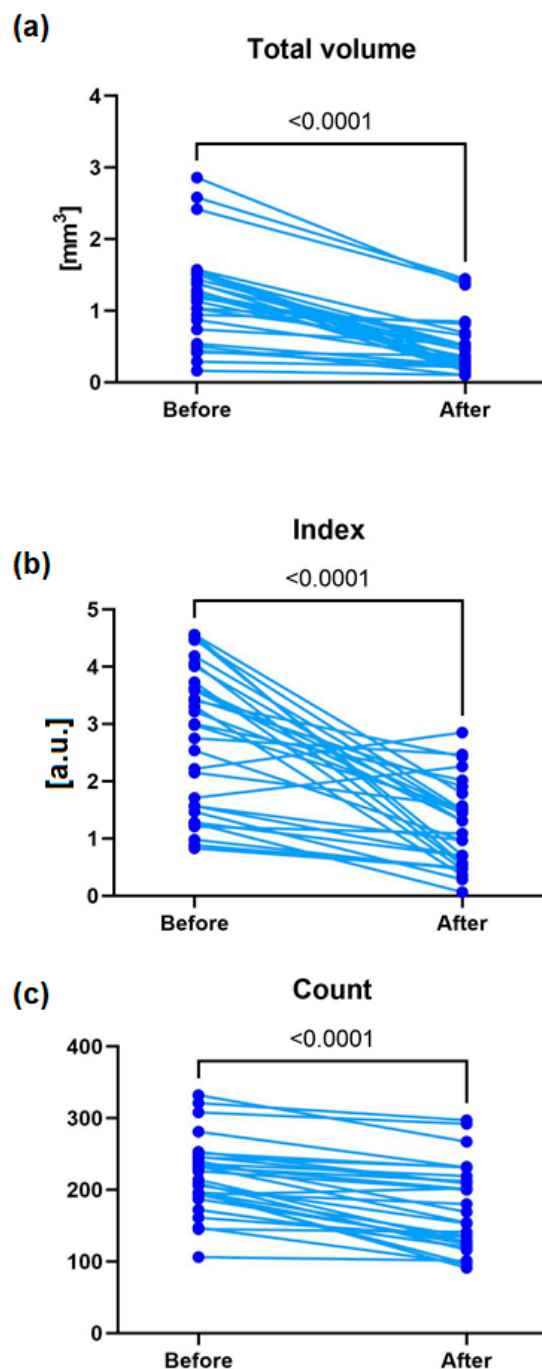 (a)
Total volume
<0.0001
4
3
2
1
0
[mm³]
Before
After
(b)
Index
<0.0001
5
4
3
2
1
0
[a.u.]
Before
After
(c)
Count
<0.0001
400
300
200
100
0
Before
After